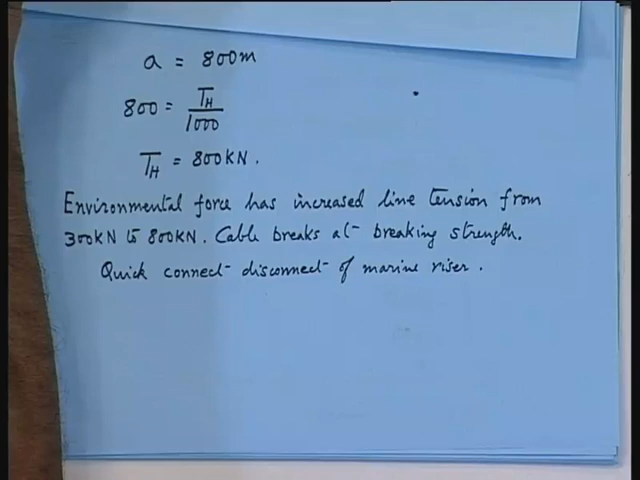 a = 800m
800 = T_H / 1000
T_H = 800KN.
Environmental force has increased line tension from
300KN to 800KN. Cable breaks at breaking strength.
Quick connect disconnect of marine riser.